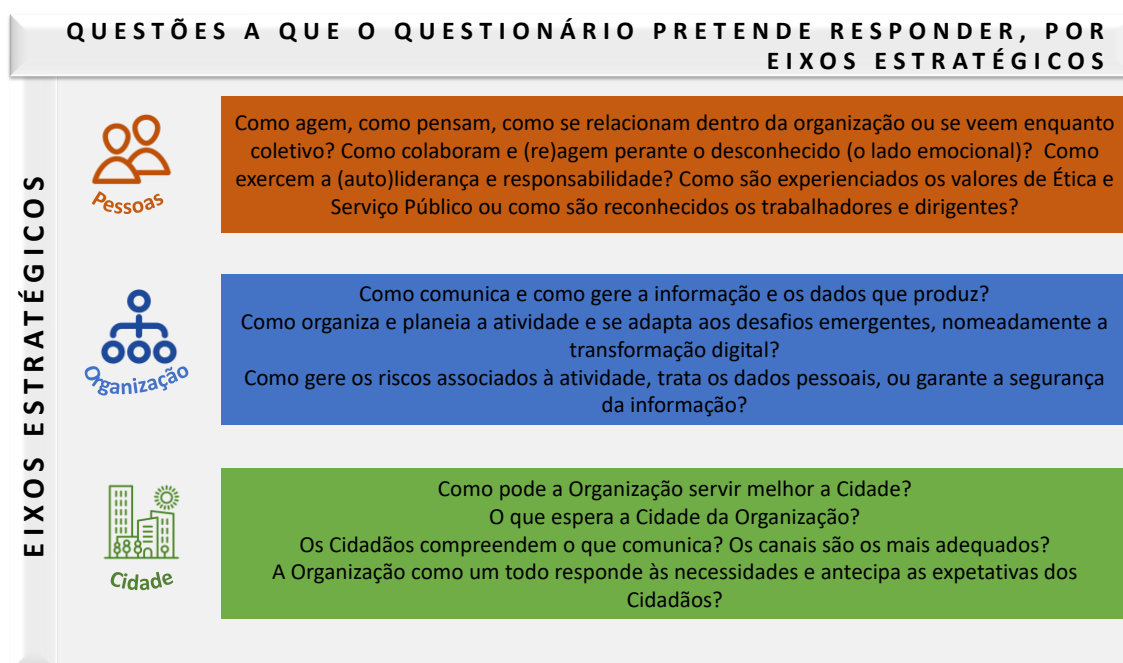 QUESTÕES A QUE O QUESTIONÁRIO PRETENDE RESPONDER, POR
EIXOS ESTRATÉGICOS
EIXOS ESTRATÉGICOS
Pessoas
Como agem, como pensam, como se relacionam dentro da organização ou se veem enquanto
coletivo? Como colaboram e (re)agem perante o desconhecido (o lado emocional)? Como
exercem a (auto)liderança e responsabilidade? Como são experienciados os valores de Ética e
Serviço Público ou como são reconhecidos os trabalhadores e dirigentes?
Organização
Como comunica e como gere a informação e os dados que produz?
Como organiza e planeia a atividade e se adapta aos desafios emergentes, nomeadamente a
transformação digital?
Como gere os riscos associados à atividade, trata os dados pessoais, ou garante a segurança
da informação?
Cidade
Como pode a Organização servir melhor a Cidade?
O que espera a Cidade da Organização?
Os Cidadãos compreendem o que comunica? Os canais são os mais adequados?
A Organização como um todo responde às necessidades e antecipa as expetativas dos
Cidadãos?